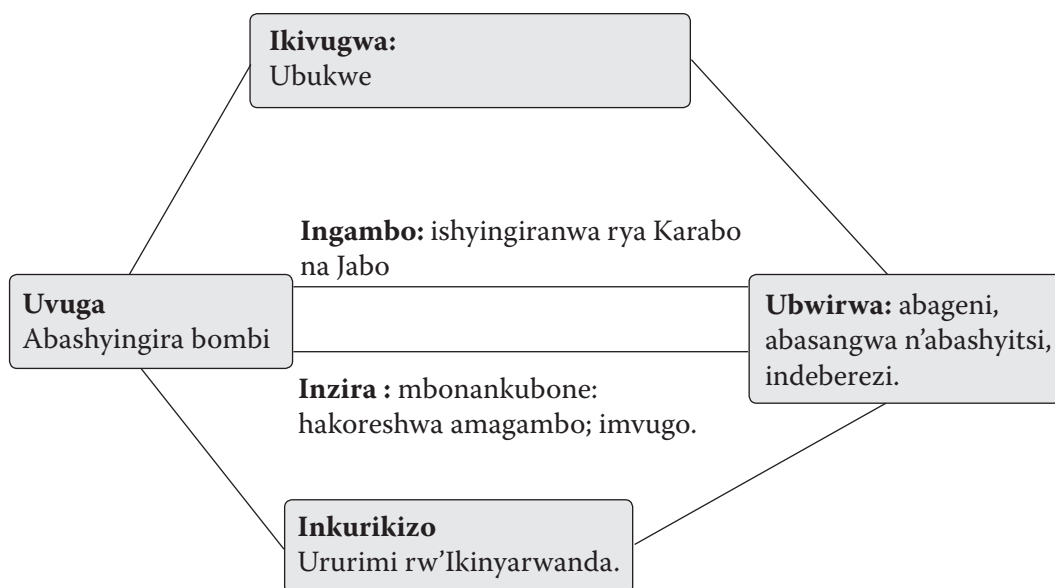 Ikivugwa:
Ubukwe
Ingambo: ishyingiranwa rya Karabo
na Jabo
Uvuga
Abashyingira bombi
Ubwirwa: abageni,
abasangwa n’abashyitsi,
indeberezi.
Inzira : mbonankubone:
hakoreshwa amagambo; imvugo.
Inkurikizo
Ururimi rw’Ikinyarwanda.